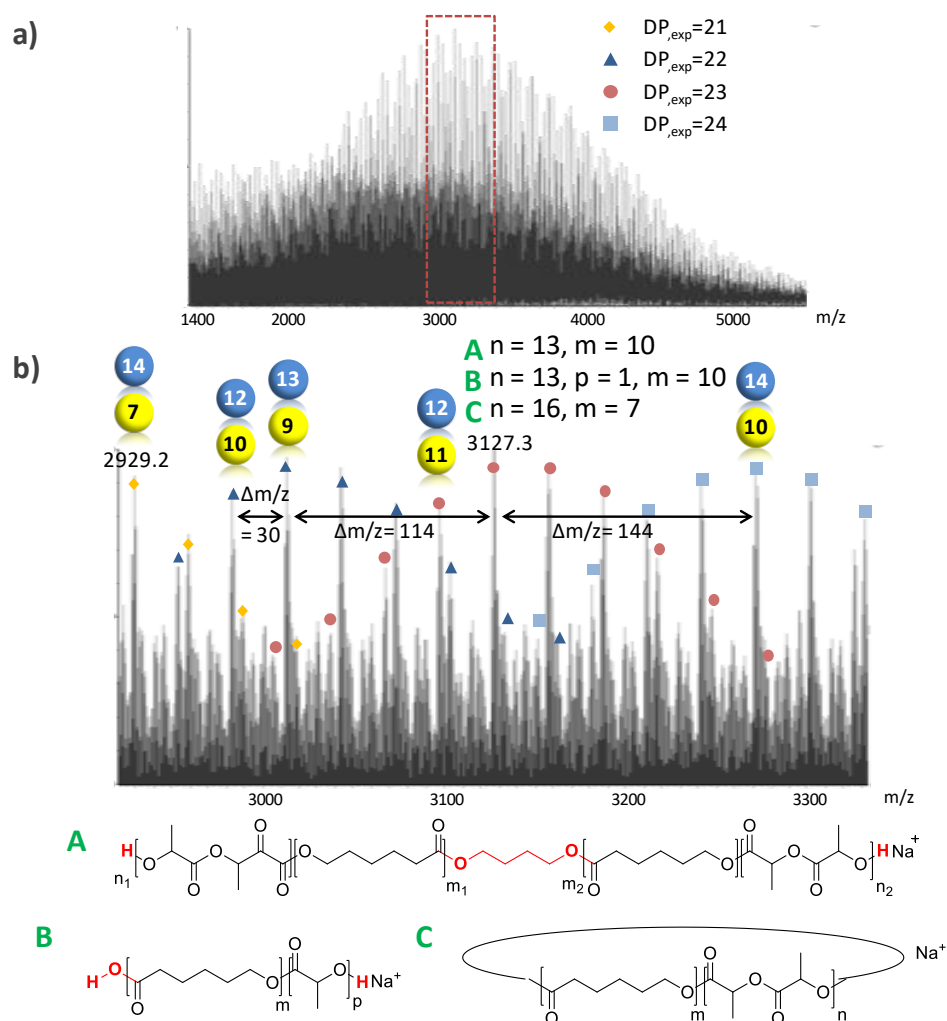 a)
DP,exp=21
DP,exp=22
DP,exp=23
DP,exp=24
1400 2000 3000 4000 5000 m/z
b)
A n = 13, m = 10
B n = 13, p = 1, m = 10
C n = 16, m = 7
14
7
12
10
13
9
12
11
14
10
2929.2
3127.3
Δm/z
= 30
Δm/z= 114
Δm/z= 144
3000 3100 3200 3300 m/z
A
H O O O O O O O O O O O O O H Na+
n1 m1 m2 n2
B
H O O O O O H Na+
m p
C
O O O O O O Na+
m n